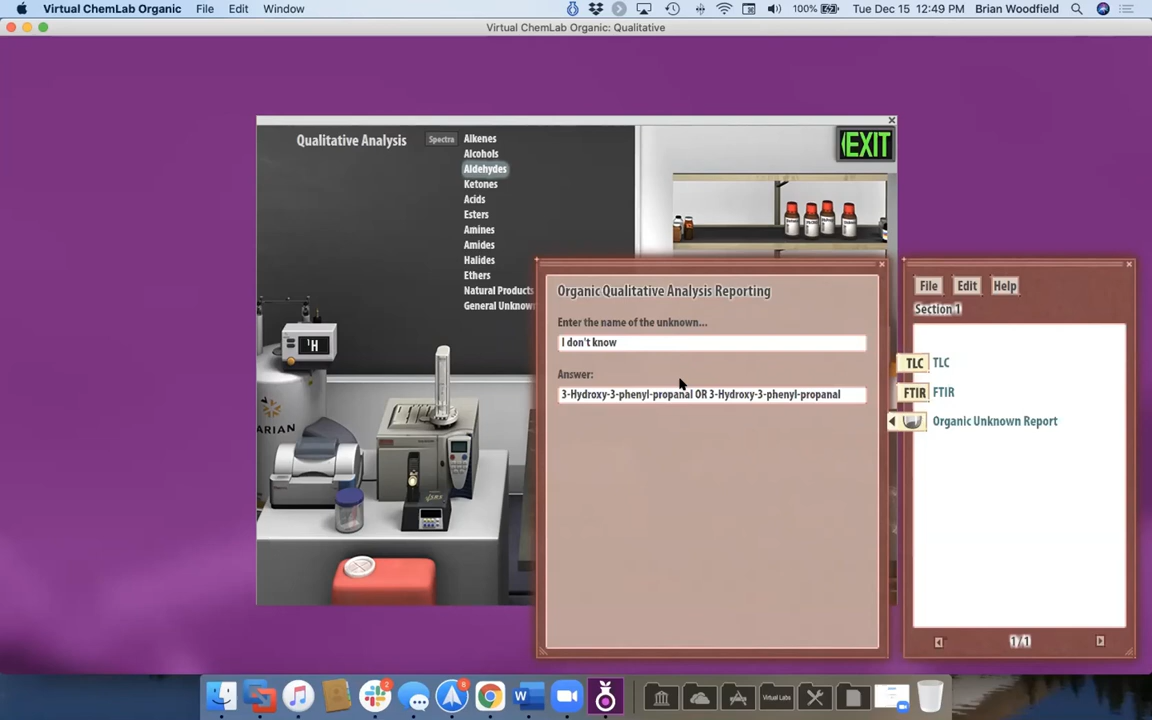 Virtual ChemLab Organic File Edit Window 100% Tue Dec 15 12:49 PM Brian Woodfield
Virtual ChemLab Organic: Qualitative
Qualitative Analysis Spectra Alkenes
Alcohols
Aldehydes
Ketones
Acids
Esters
Amines
Amides
Halides
Ethers
Natural Products
General Unknown
EXIT
¹H
Organic Qualitative Analysis Reporting
Enter the name of the unknown...
I don't know
Answer:
3-Hydroxy-3-phenyl-propanal OR 3-Hydroxy-3-phenyl-propanal
File Edit Help
Section 1
TLC TLC
FTIR FTIR
Organic Unknown Report
1/1
2
8
W
Virtual Labs